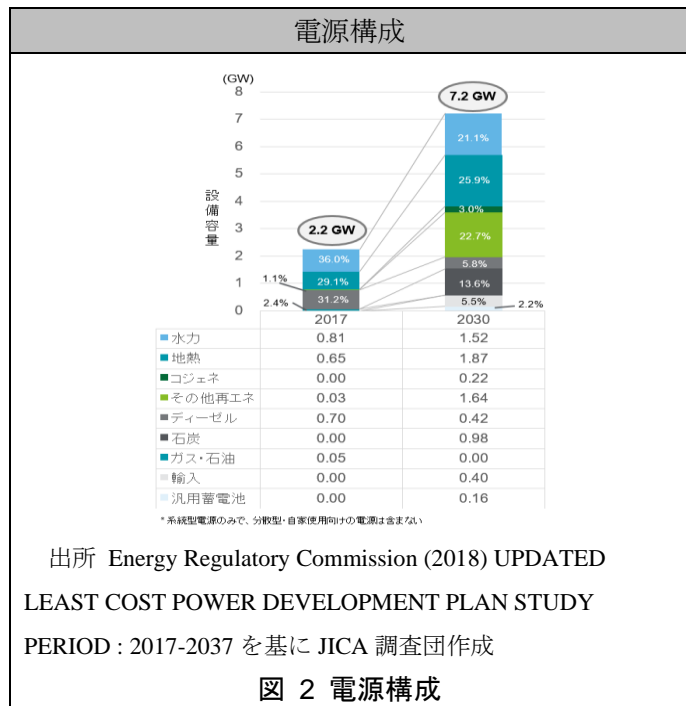 電源構成
(GW)
8
7
6
5
4
3
2
1
0
設備容量
2.2 GW
36.0%
29.1%
1.1%
31.2%
2.4%
7.2 GW
21.1%
25.9%
3.0%
22.7%
5.8%
13.6%
5.5%
2.2%
2017 2030
水力 0.81 1.52
地熱 0.65 1.87
コジェネ 0.00 0.22
その他再エネ 0.03 1.64
ディーゼル 0.70 0.42
石炭 0.00 0.98
ガス・石油 0.05 0.00
輸入 0.00 0.40
汎用蓄電池 0.00 0.16
* 系統型電源のみで、分散型・自家使用向けの電源は含まない
出所 Energy Regulatory Commission (2018) UPDATED
LEAST COST POWER DEVELOPMENT PLAN STUDY
PERIOD : 2017-2037 を基に JICA 調査団作成
図 2 電源構成